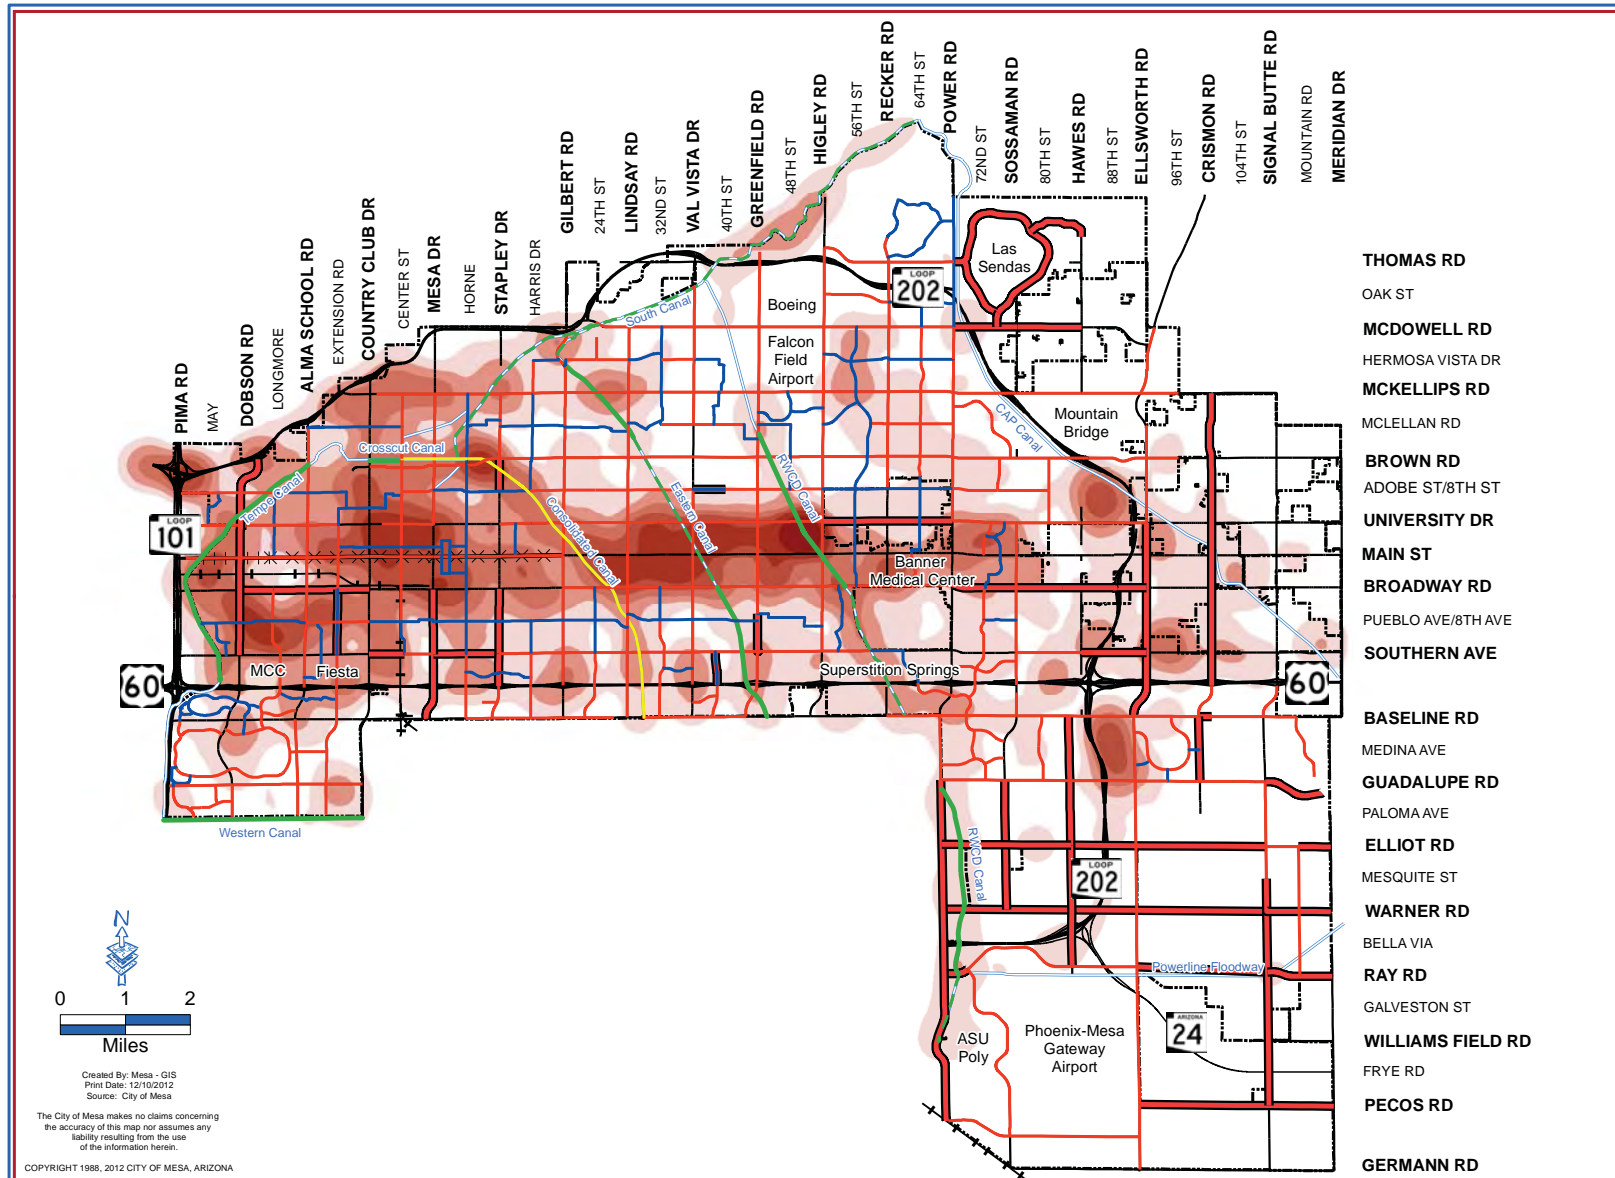 PIMA RD
MAY
DOBSON RD
LONGMORE
ALMA SCHOOL RD
EXTENSION RD
COUNTRY CLUB DR
CENTER ST
MESA DR
HORNE
STAPLEY DR
HARRIS DR
GILBERT RD
24TH ST
LINDSAY RD
32ND ST
VAL VISTA DR
40TH ST
GREENFIELD RD
48TH ST
HIGLEY RD
56TH ST
RECKER RD
64TH ST
POWER RD
72ND ST
SOSSAMAN RD
80TH ST
HAWES RD
88TH ST
ELLSWORTH RD
96TH ST
CRISMON RD
104TH ST
SIGNAL BUTTE RD
MOUNTAIN RD
MERIDIAN DR
THOMAS RD
OAK ST
MCDOWELL RD
HERMOSA VISTA DR
MCKELLIPS RD
MCLELLAN RD
BROWN RD
ADOBE ST/8TH ST
UNIVERSITY DR
MAIN ST
BROADWAY RD
PUEBLO AVE/8TH AVE
SOUTHERN AVE
BASELINE RD
MEDINA AVE
GUADALUPE RD
PALOMA AVE
ELLIOT RD
MESQUITE ST
WARNER RD
BELLA VIA
RAY RD
GALVESTON ST
WILLIAMS FIELD RD
FRYE RD
PECOS RD
GERMANN RD
Las
Sendas
LOOP
202
Boeing
South Canal
Falcon
Field
Airport
Mountain
Bridge
CAP Canal
Crosscut Canal
Tempe Canal
RWCD Canal
Eastern Canal
Consolidated Canal
LOOP
101
Banner
Medical Center
60
MCC
Fiesta
Superstition Springs
60
Western Canal
RWCD Canal
LOOP
202
Powerline Floodway
ARIZONA
24
ASU
Poly
Phoenix-Mesa
Gateway
Airport
N
0 1 2
Miles
Created By: Mesa - GIS
Print Date: 12/10/2012
Source: City of Mesa
The City of Mesa makes no claims concerning
the accuracy of this map nor assumes any
liability resulting from the use
of the information herein.
COPYRIGHT 1988, 2012 CITY OF MESA, ARIZONA